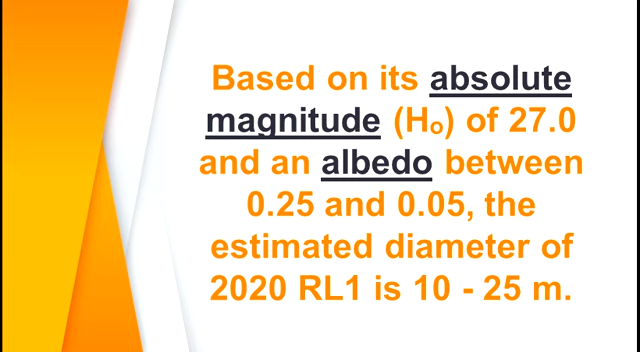 Based on its absolute
magnitude (Hₒ) of 27.0
and an albedo between
0.25 and 0.05, the
estimated diameter of
2020 RL1 is 10 - 25 m.